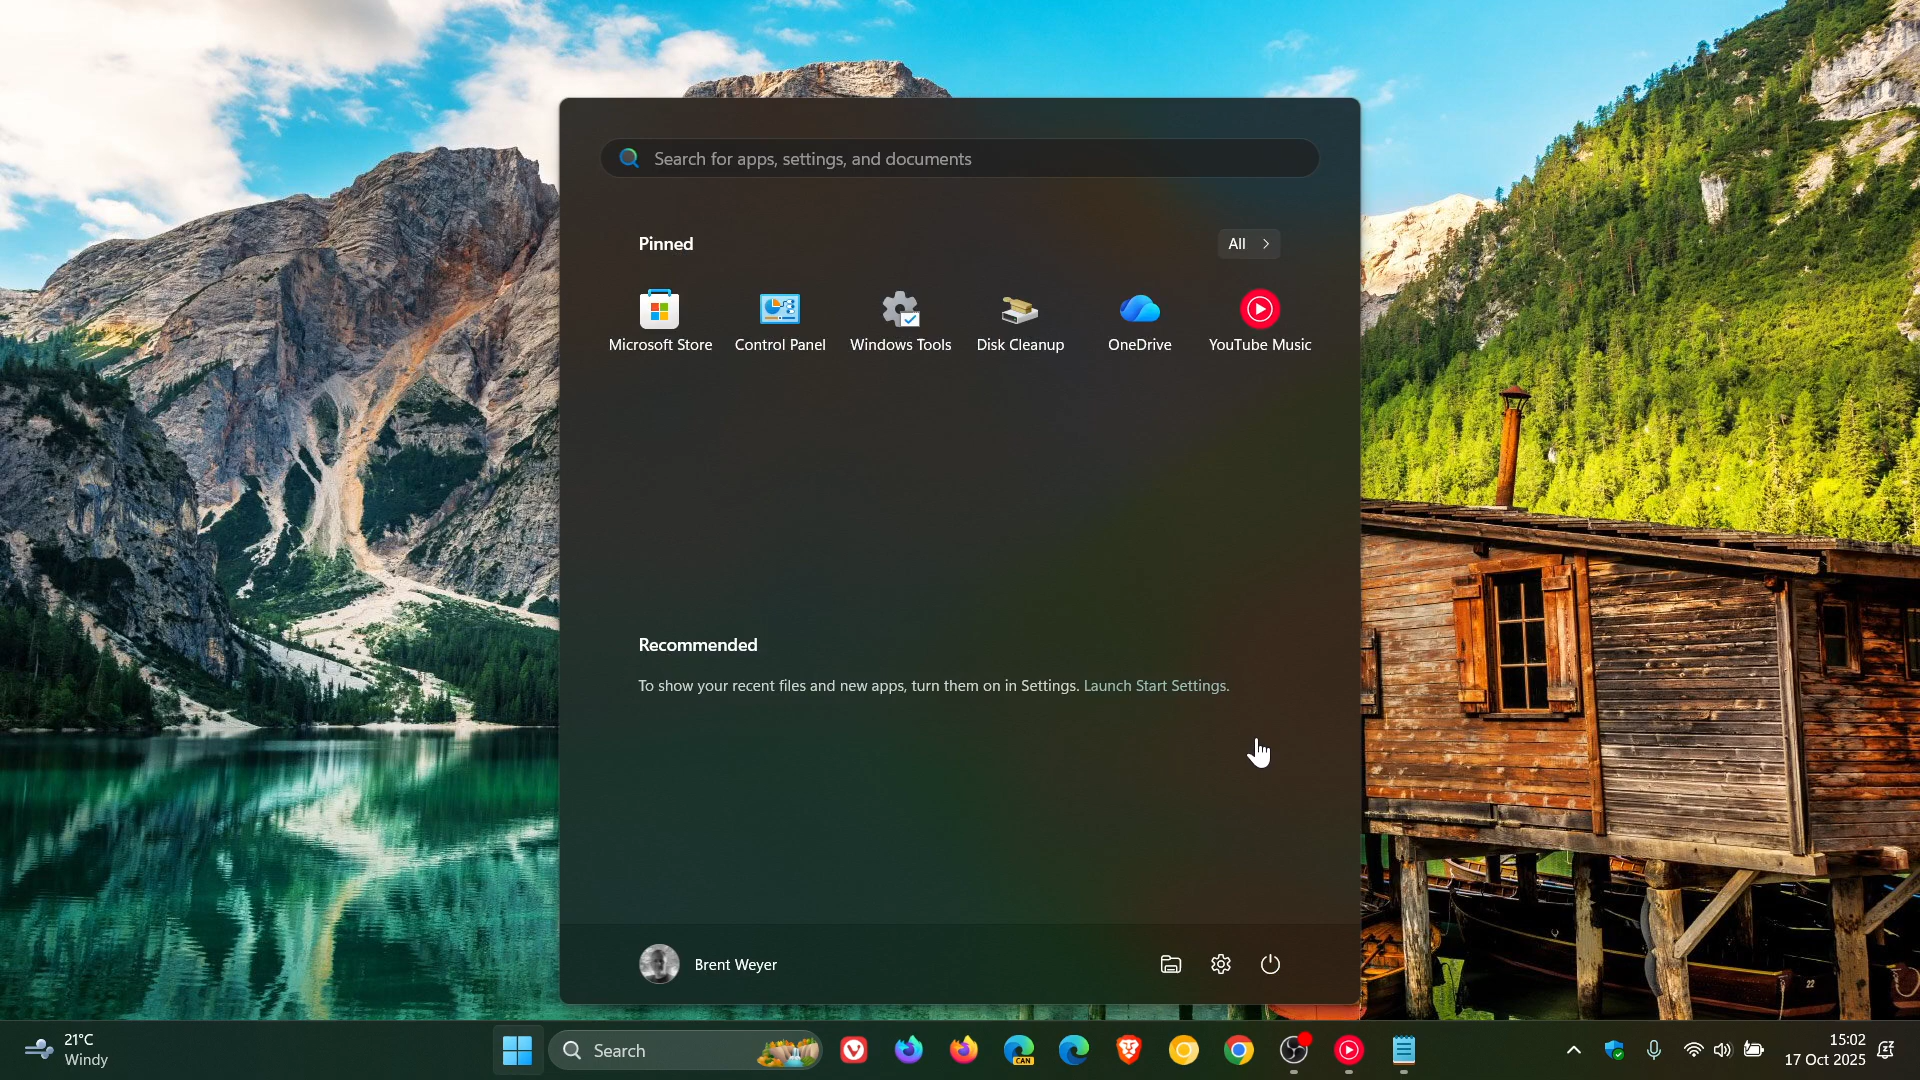 Search for apps, settings, and documents
Pinned
All
Microsoft Store
Control Panel
Windows Tools
Disk Cleanup
OneDrive
YouTube Music
Recommended
To show your recent files and new apps, turn them on in Settings. Launch Start Settings.
Brent Weyer
22
21°C
Windy
Search
CAN
15:02
17 Oct 2025